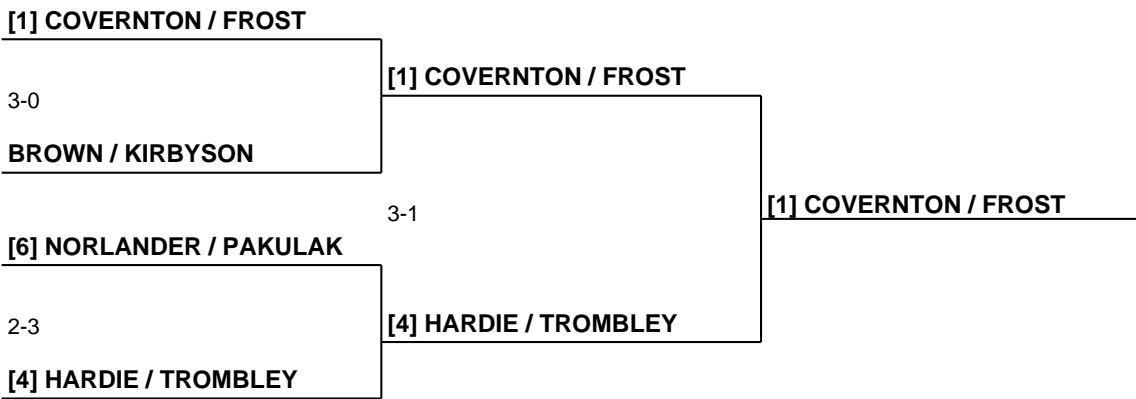 [1] COVERNTON / FROST
3-0
BROWN / KIRBYSON
[1] COVERNTON / FROST
3-1
[6] NORLANDER / PAKULAK
2-3
[4] HARDIE / TROMBLEY
[4] HARDIE / TROMBLEY
[1] COVERNTON / FROST